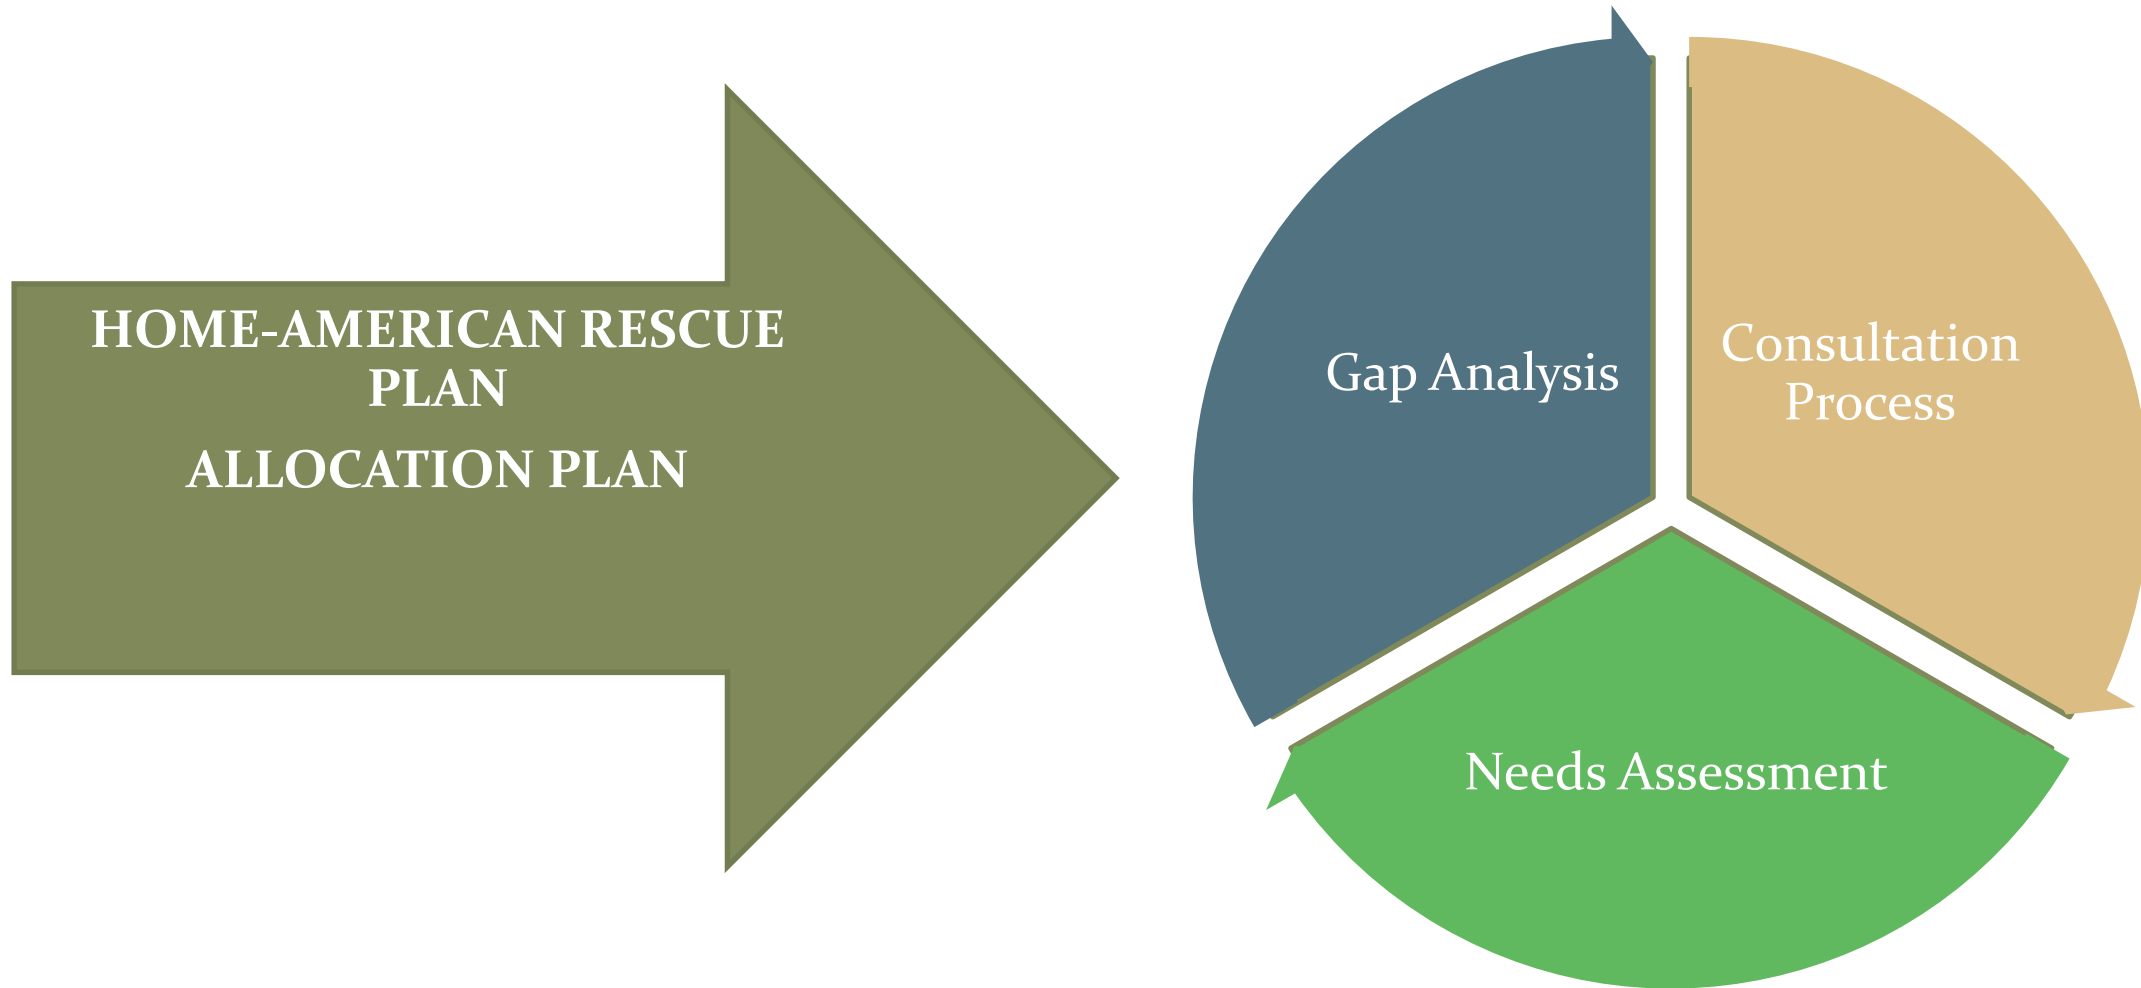 HOME-AMERICAN RESCUE
PLAN
ALLOCATION PLAN
Gap Analysis
Consultation
Process
Needs Assessment